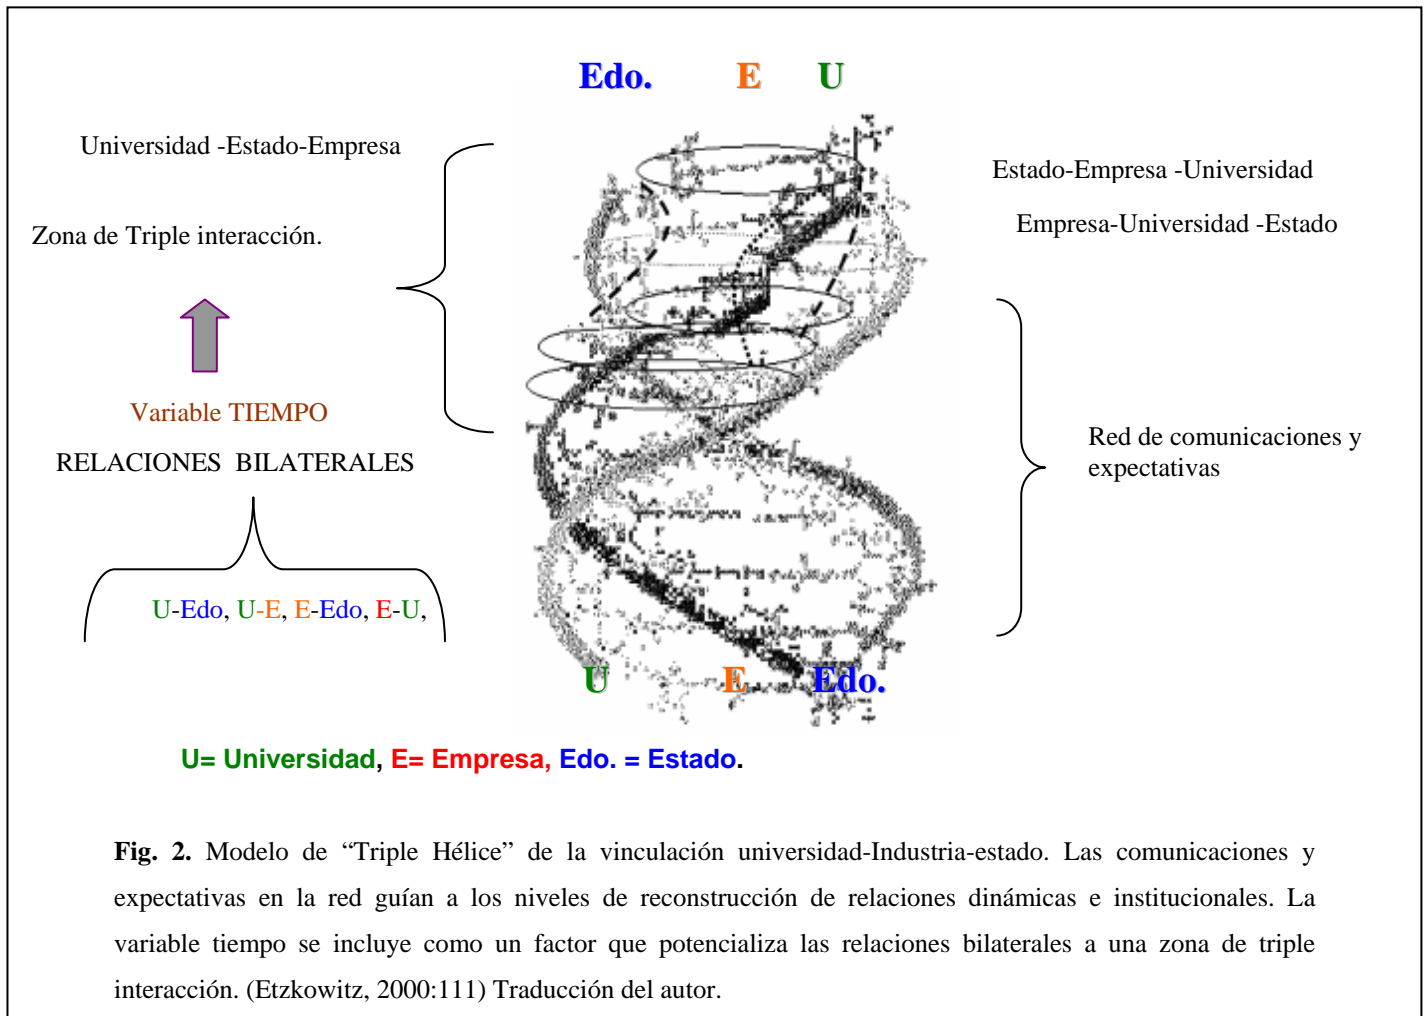 Edo. E U
Universidad -Estado-Empresa
Estado-Empresa -Universidad
Zona de Triple interacción.
Empresa-Universidad -Estado
Variable TIEMPO
RELACIONES BILATERALES
Red de comunicaciones y
expectativas
U-Edo, U-E, E-Edo, E-U,
U E Edo.
U= Universidad, E= Empresa, Edo. = Estado.
Fig. 2. Modelo de “Triple Hélice” de la vinculación universidad-Industria-estado. Las comunicaciones y
expectativas en la red guían a los niveles de reconstrucción de relaciones dinámicas e institucionales. La
variable tiempo se incluye como un factor que potencializa las relaciones bilaterales a una zona de triple
interacción. (Etzkowitz, 2000:111) Traducción del autor.